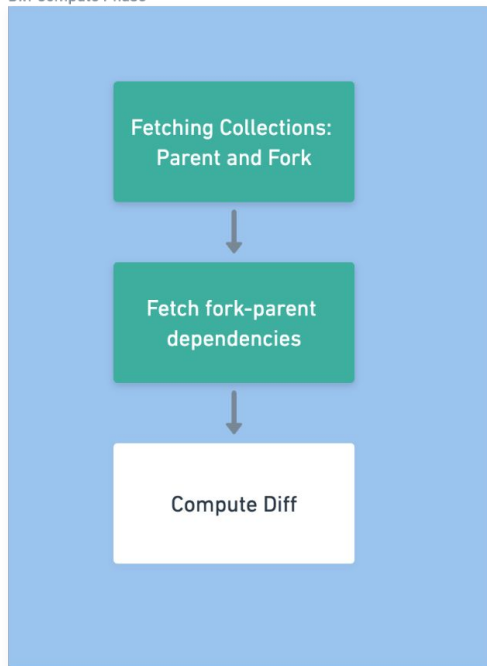 Diff Compute Phase
Fetching Collections:
Parent and Fork
Fetch fork-parent
dependencies
Compute Diff